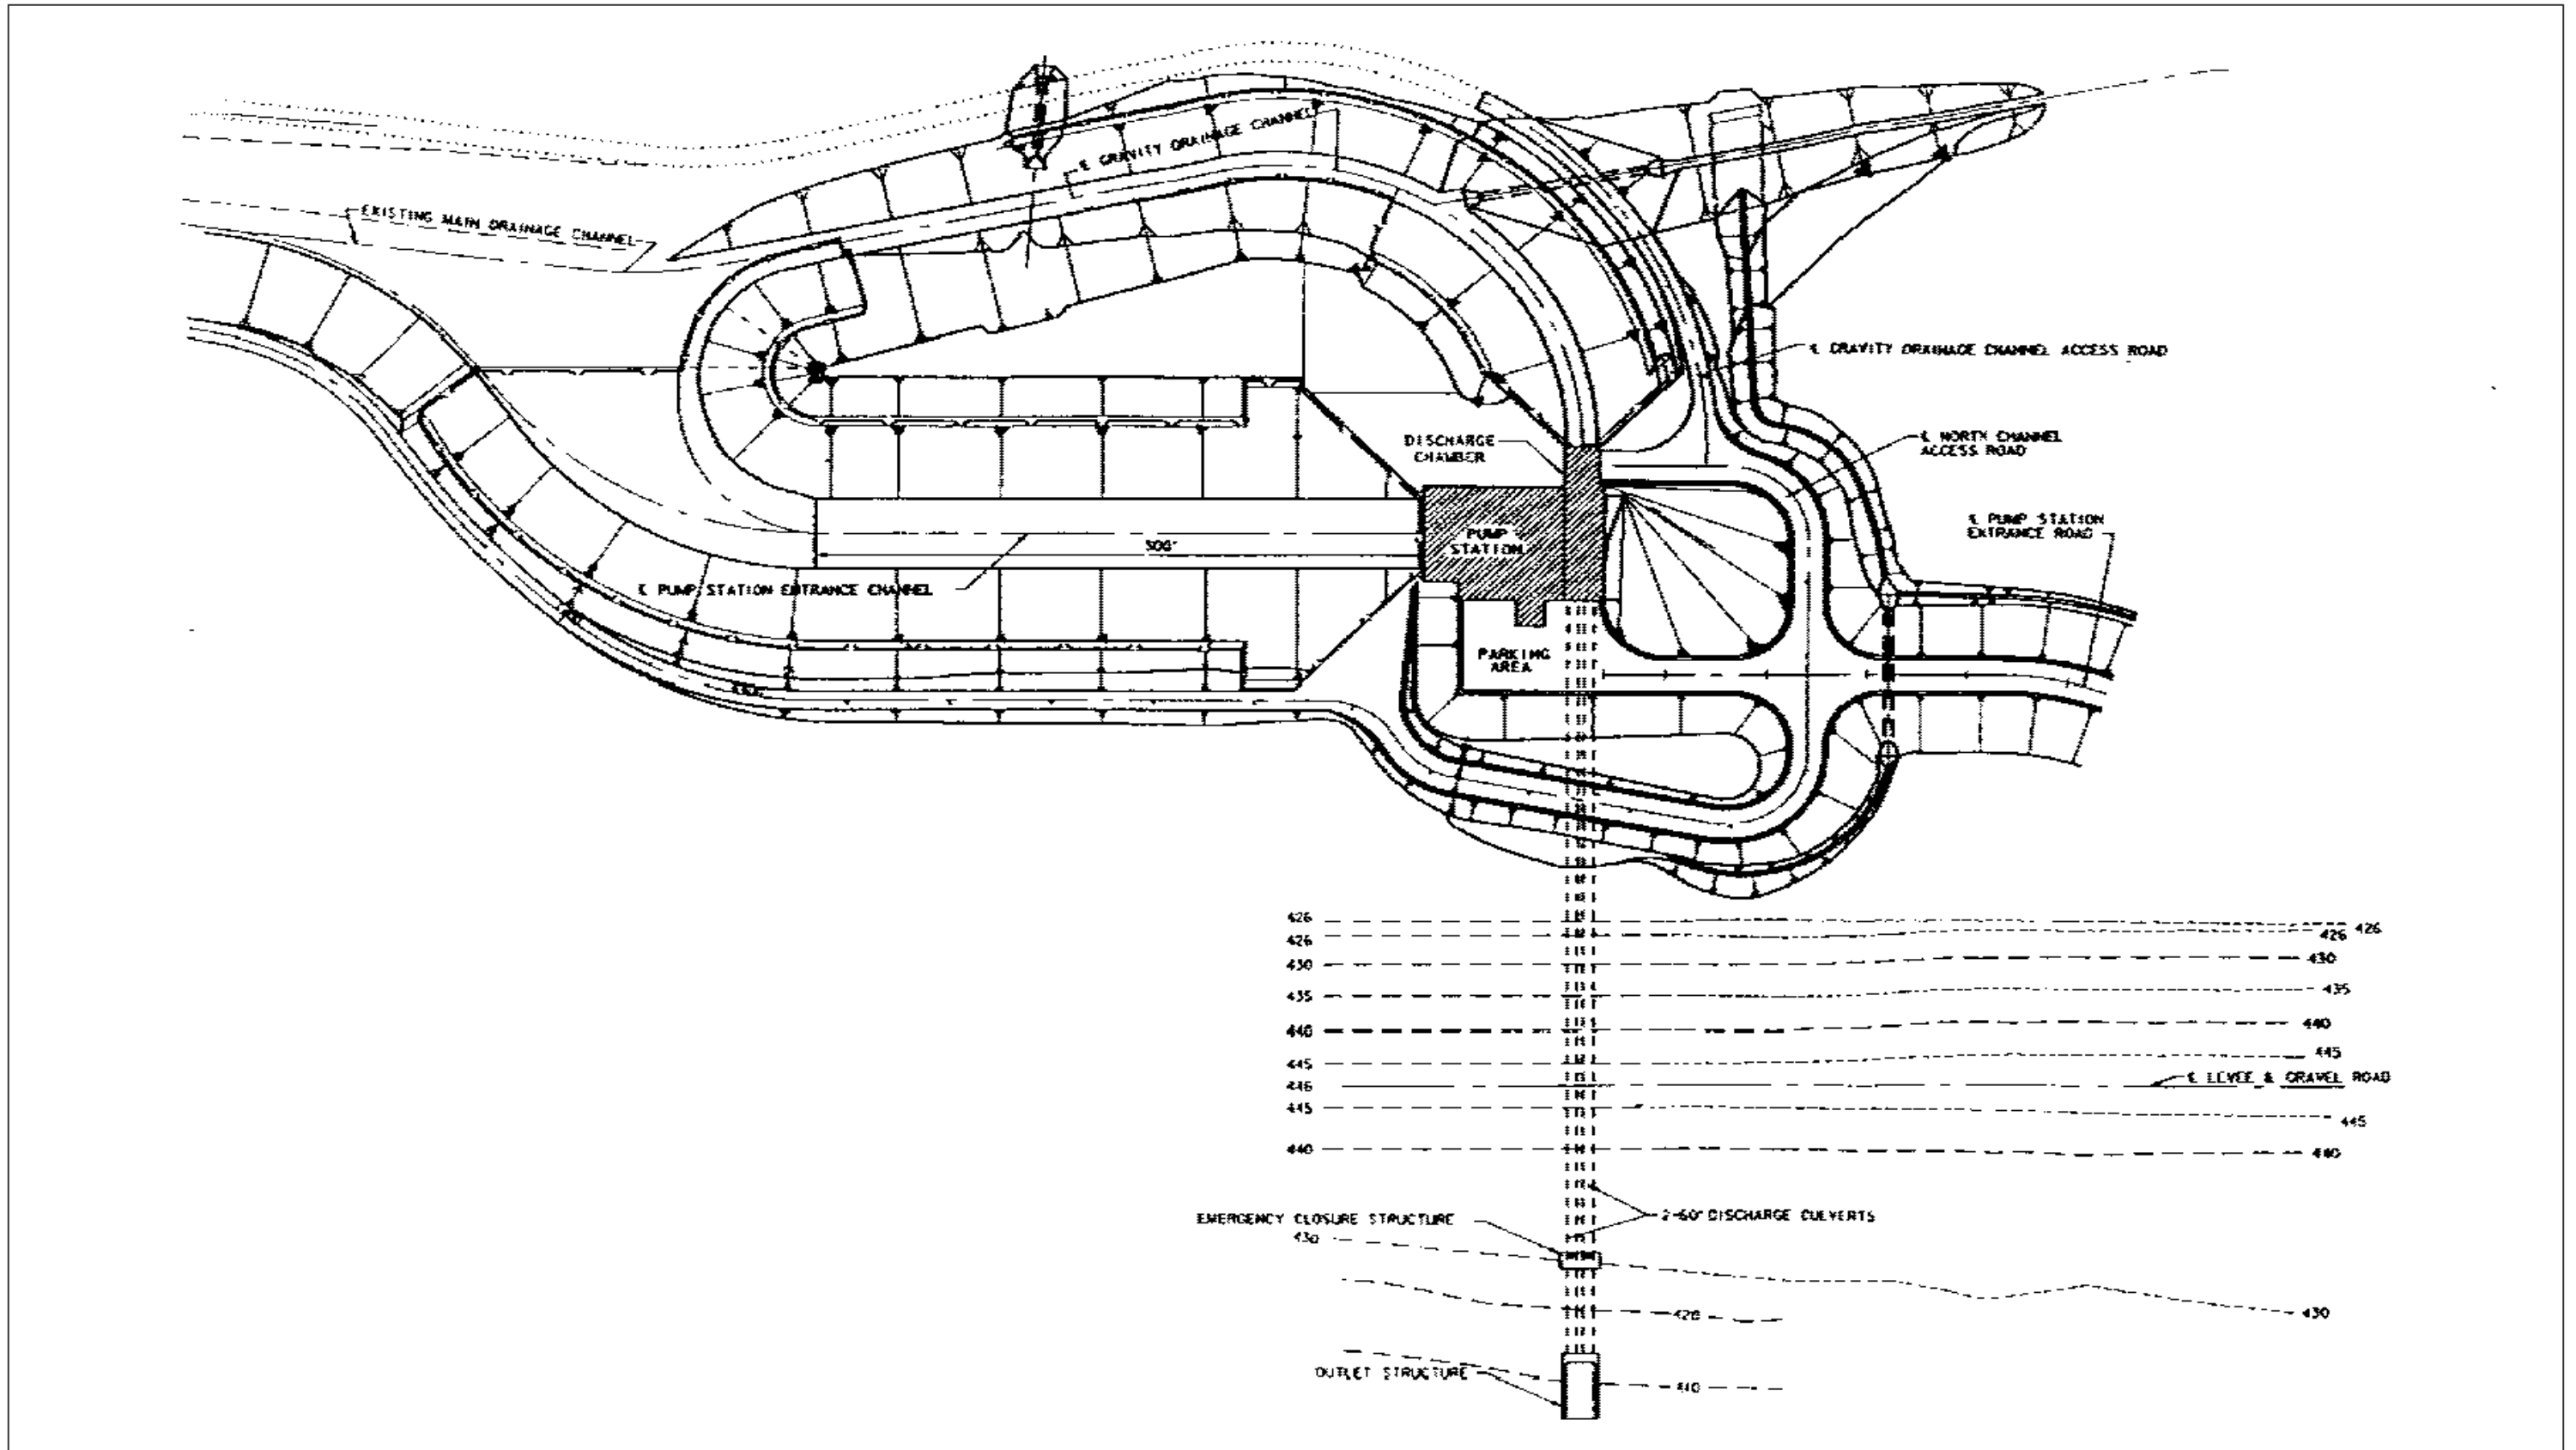 ℄ GRAVITY DRAINAGE CHANNEL
EXISTING MAIN DRAINAGE CHANNEL
℄ GRAVITY DRAINAGE CHANNEL ACCESS ROAD
DISCHARGE
CHAMBER
℄ NORTH CHANNEL
ACCESS ROAD
℄ PUMP STATION
ENTRANCE ROAD
PUMP
STATION
300'
℄ PUMP STATION ENTRANCE CHANNEL
PARKING
AREA
426
426
426
426
430
430
435
435
440
440
445
445
446
℄ LEVEE & GRAVEL ROAD
445
445
440
440
EMERGENCY CLOSURE STRUCTURE
2-60" DISCHARGE CULVERTS
430
430
420
OUTLET STRUCTURE
410